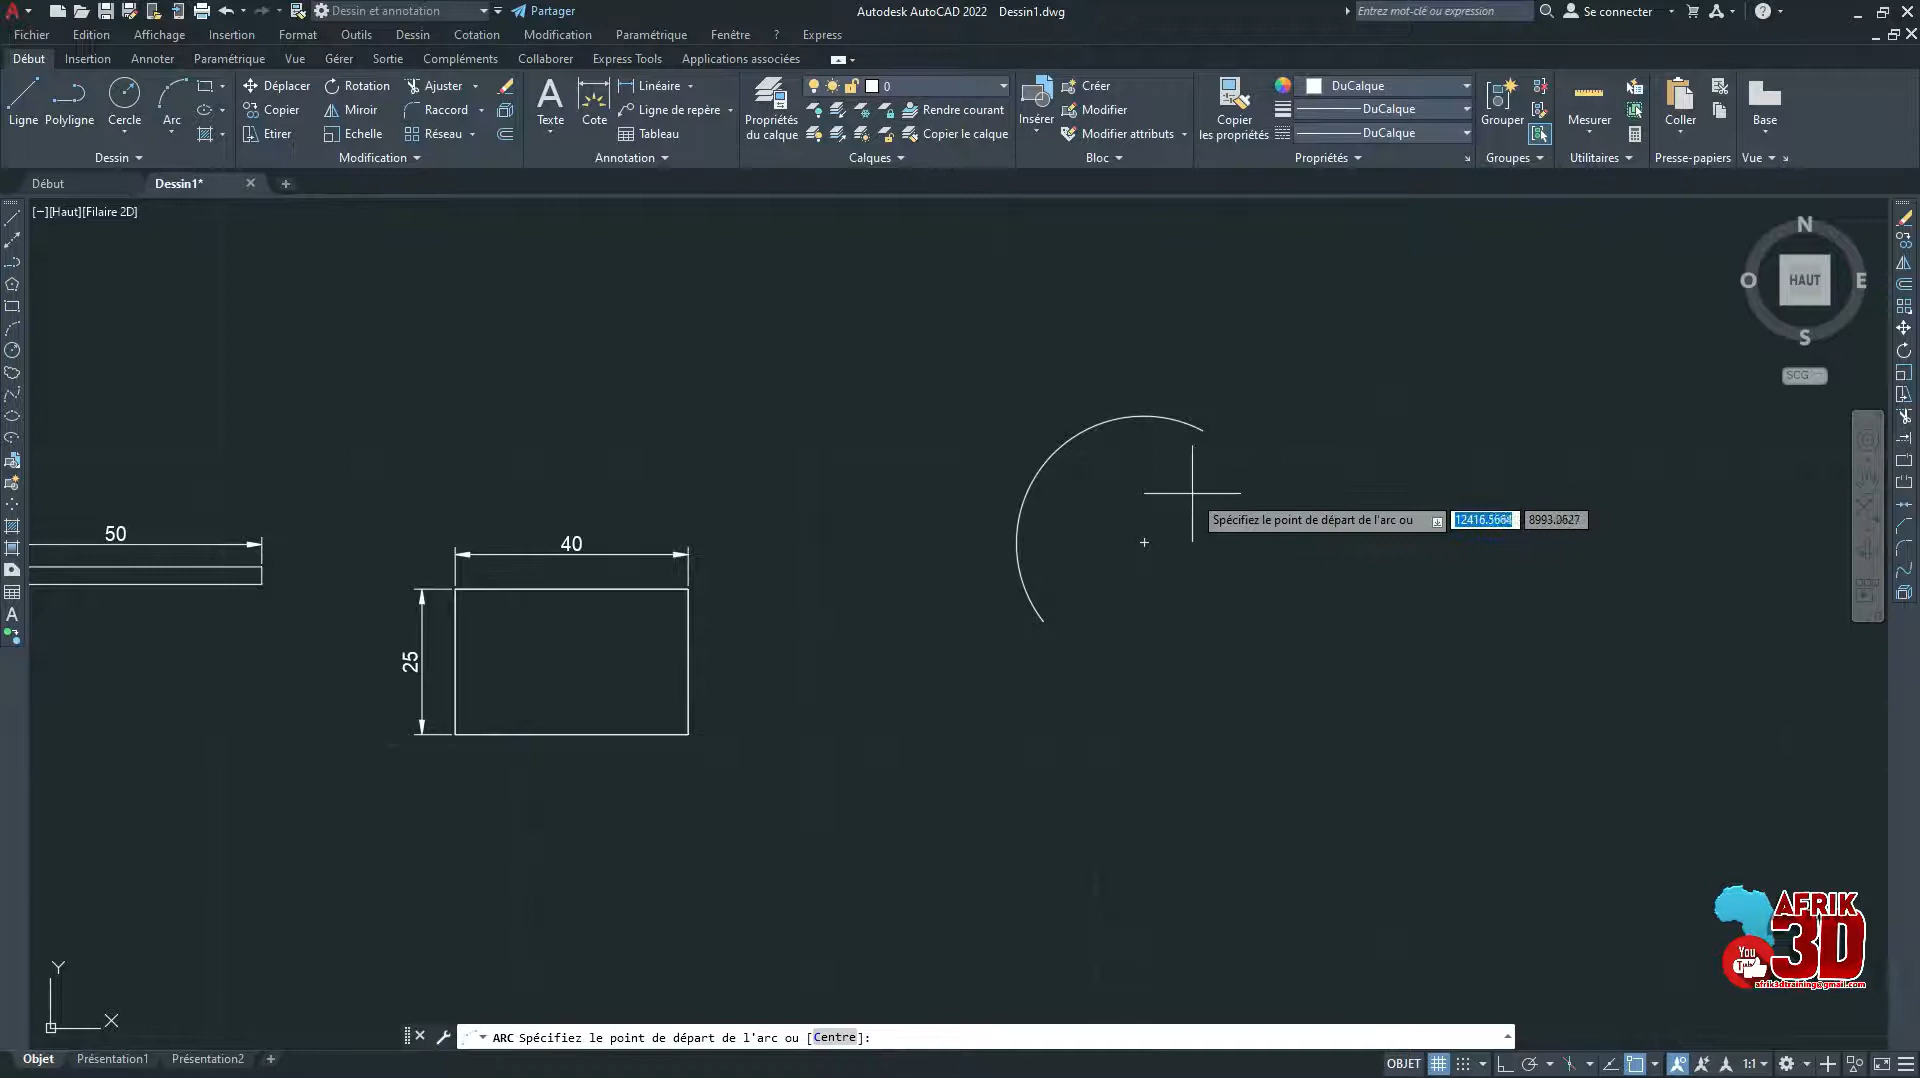 Dessin et annotation Partager Autodesk AutoCAD 2022 Dessin1.dwg Entrez mot-clé ou expression Se connecter
Fichier Edition Affichage Insertion Format Outils Dessin Cotation Modification Paramétrique Fenêtre ? Express
Début Insertion Annoter Paramétrique Vue Gérer Sortie Compléments Collaborer Express Tools Applications associées
Déplacer Rotation Ajuster Linéaire 0 Créer DuCalque
Ligne Polyligne Cercle Arc Copier Miroir Raccord Texte Cote Ligne de repère Propriétés du calque Rendre courant Insérer Modifier Copier les propriétés DuCalque Grouper Mesurer Coller Base
Etirer Echelle Réseau Tableau Copier le calque Modifier attributs DuCalque
Dessin Modification Annotation Calques Bloc Propriétés Groupes Utilitaires Presse-papiers Vue
Début Dessin1*
[−][Haut][Filaire 2D]
N
O HAUT E
S
SCG
50
40
25
Spécifiez le point de départ de l'arc ou 12416.5664 8993.0627
AFRIK
3D
You
afrik3dtraining@gmail.com
Y
X
ARC Spécifiez le point de départ de l'arc ou [Centre]:
Objet Présentation1 Présentation2
OBJET 1:1